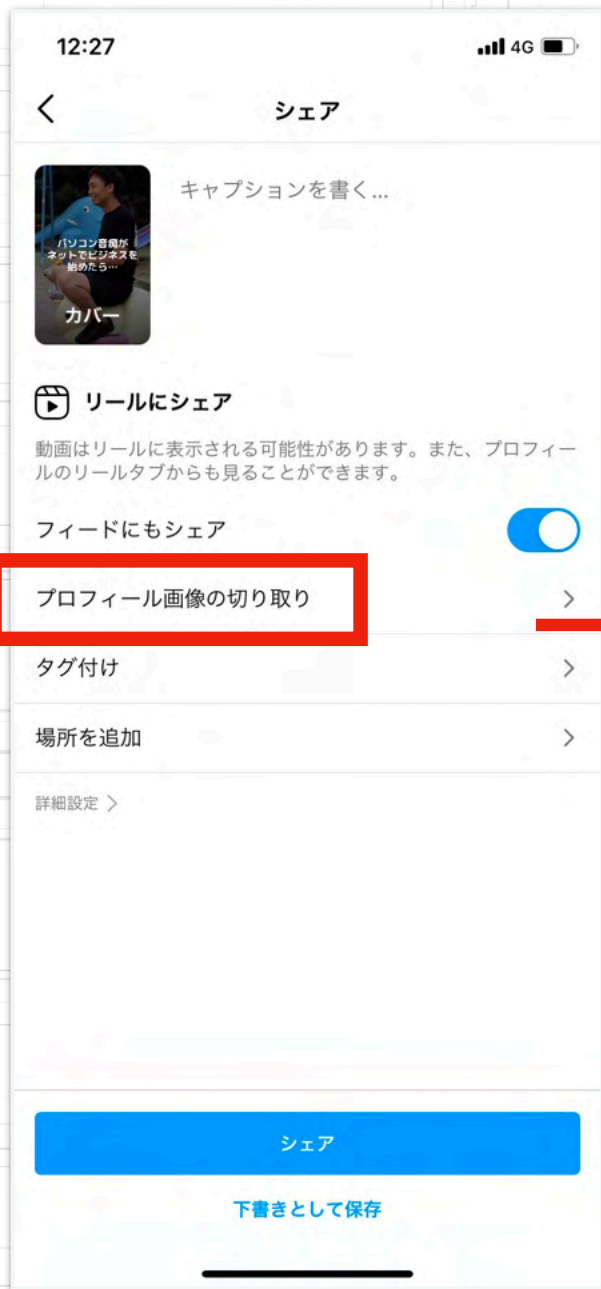 12:27
4G
シェア
キャプションを書く...
パソコン音痴が
ネットでビジネスを
始めたら…
カバー
リールにシェア
動画はリールに表示される可能性があります。また、プロフィー
ルのリールタブからも見ることができます。
フィードにもシェア
プロフィール画像の切り取り
タグ付け
場所を追加
詳細設定
シェア
下書きとして保存